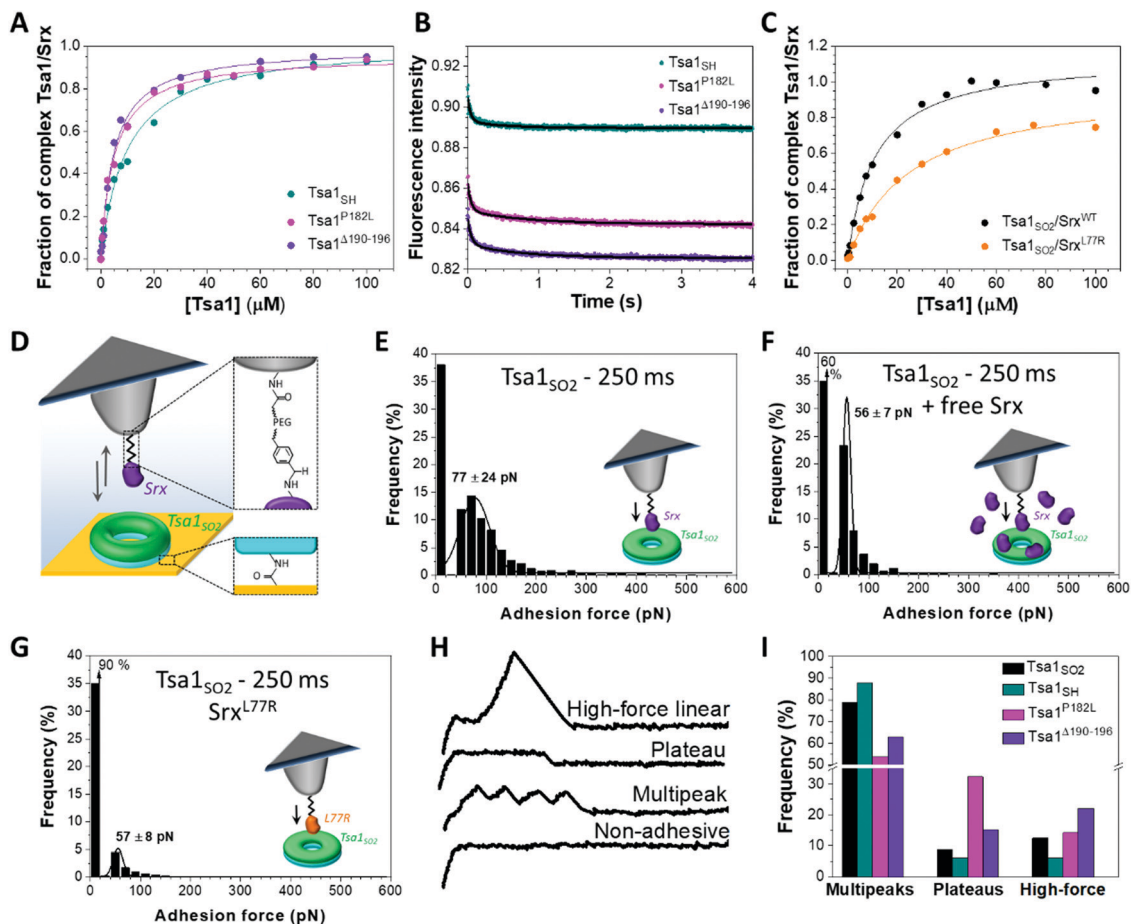 A
Fraction of complex Tsa1/Srx
1.0
0.8
0.6
0.4
0.2
0.0
Tsa1SH
Tsa1P182L
Tsa1Δ190-196
0 20 40 60 80 100
[Tsa1] (μM)
B
Fluorescence intensity
0.92
0.90
0.88
0.86
0.84
0.82
Tsa1SH
Tsa1P182L
Tsa1Δ190-196
0 1 2 3 4
Time (s)
C
Fraction of complex Tsa1/Srx
1.2
1.0
0.8
0.6
0.4
0.2
0.0
Tsa1SO2/SrxWT
Tsa1SO2/SrxL77R
0 20 40 60 80 100
[Tsa1] (μM)
D
Srx
Tsa1SO2
NH
O
PEG
H
NH
NH
O
E
Frequency (%)
40
35
30
25
20
15
10
5
0
Tsa1SO2 - 250 ms
77 ± 24 pN
Srx
Tsa1SO2
0 100 200 300 400 500 600
Adhesion force (pN)
F
Frequency (%)
40
35
30
25
20
15
10
5
0
60
%
Tsa1SO2 - 250 ms
+ free Srx
56 ± 7 pN
Srx
Tsa1SO2
0 100 200 300 400 500 600
Adhesion force (pN)
G
Frequency (%)
40
35
30
25
20
15
10
5
0
90 %
Tsa1SO2 - 250 ms
SrxL77R
57 ± 8 pN
L77R
Tsa1SO2
0 100 200 300 400 500 600
Adhesion force (pN)
H
High-force linear
Plateau
Multipeak
Non-adhesive
I
Frequency (%)
100
90
80
70
60
50
30
20
10
0
Tsa1SO2
Tsa1SH
Tsa1P182L
Tsa1Δ190-196
Multipeaks Plateaus High-force